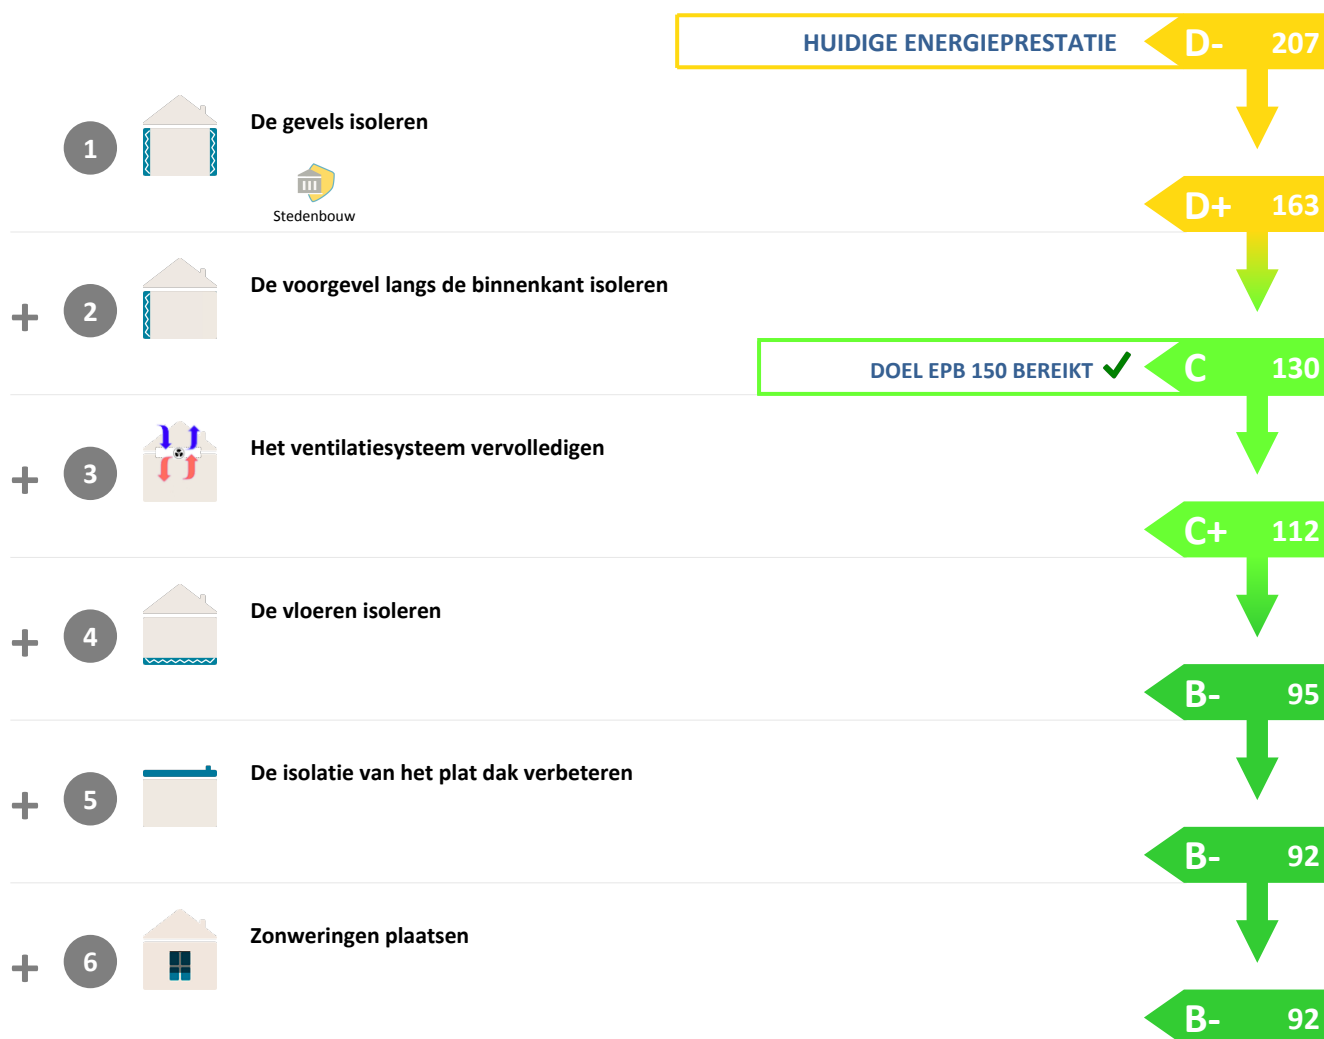 HUIDIGE ENERGIEPRESTATIE D- 207
1 De gevels isoleren
Stedenbouw
D+ 163
+ 2 De voorgevel langs de binnenkant isoleren
DOEL EPB 150 BEREIKT ✓ C 130
+ 3 Het ventilatiesysteem vervolledigen
C+ 112
+ 4 De vloeren isoleren
B- 95
+ 5 De isolatie van het plat dak verbeteren
B- 92
+ 6 Zonweringen plaatsen
B- 92